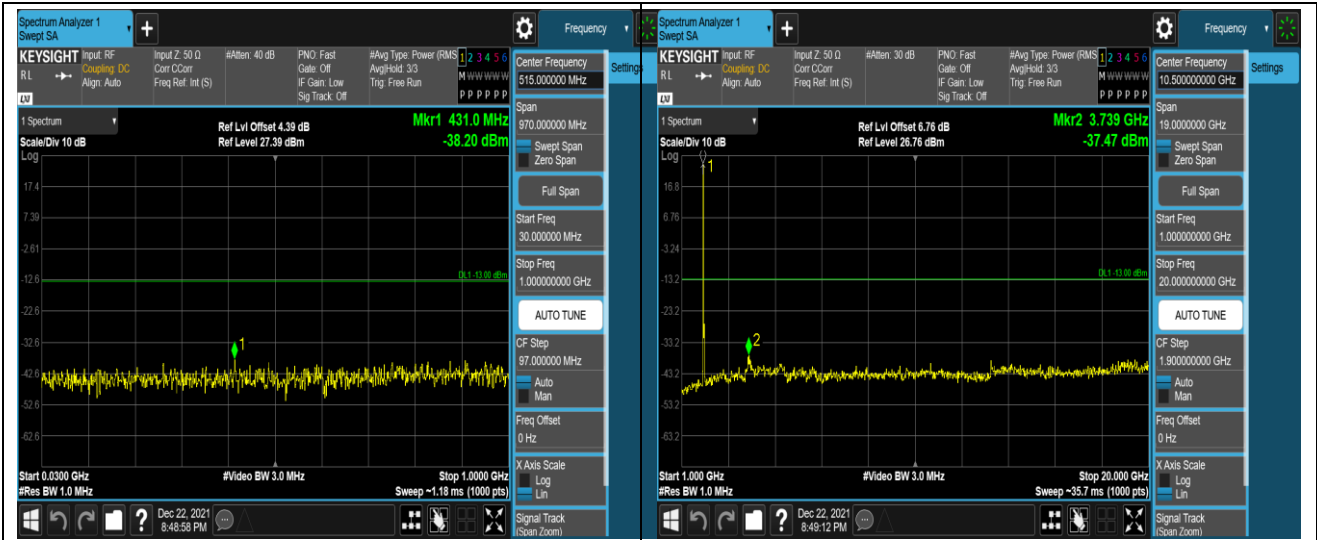 Spectrum Analyzer 1
Swept SA
+
Frequency
KEYSIGHT
RL
LXI
Input: RF
Coupling: DC
Align: Auto
Input Z: 50 Ω
Corr CCorr
Freq Ref: Int (S)
#Atten: 40 dB
PNO: Fast
Gate: Off
IF Gain: Low
Sig Track: Off
#Avg Type: Power (RMS
Avg|Hold: 3/3
Trig: Free Run
1 2 3 4 5 6
M W W W W W
P P P P P P
Center Frequency
515.000000 MHz
Settings
Span
970.000000 MHz
Swept Span
Zero Span
Full Span
Start Freq
30.000000 MHz
Stop Freq
1.000000000 GHz
AUTO TUNE
CF Step
97.000000 MHz
Auto
Man
Freq Offset
0 Hz
X Axis Scale
Log
Lin
Signal Track
(Span Zoom)
1 Spectrum
Scale/Div 10 dB
Log
Ref Lvl Offset 4.39 dB
Ref Level 27.39 dBm
Mkr1 431.0 MHz
-38.20 dBm
17.4
7.39
-2.61
-12.6
-22.6
-32.6
-42.6
-52.6
-62.6
DL1 -13.00 dBm
1
Start 0.0300 GHz
#Res BW 1.0 MHz
#Video BW 3.0 MHz
Stop 1.0000 GHz
Sweep ~1.18 ms (1000 pts)
?
Dec 22, 2021
8:48:58 PM
Spectrum Analyzer 1
Swept SA
+
Frequency
KEYSIGHT
RL
LXI
Input: RF
Coupling: DC
Align: Auto
Input Z: 50 Ω
Corr CCorr
Freq Ref: Int (S)
#Atten: 30 dB
PNO: Fast
Gate: Off
IF Gain: Low
Sig Track: Off
#Avg Type: Power (RMS
Avg|Hold: 3/3
Trig: Free Run
1 2 3 4 5 6
M W W W W W
P P P P P P
Center Frequency
10.500000000 GHz
Settings
Span
19.0000000 GHz
Swept Span
Zero Span
Full Span
Start Freq
1.000000000 GHz
Stop Freq
20.000000000 GHz
AUTO TUNE
CF Step
1.900000000 GHz
Auto
Man
Freq Offset
0 Hz
X Axis Scale
Log
Lin
Signal Track
(Span Zoom)
1 Spectrum
Scale/Div 10 dB
Log
Ref Lvl Offset 6.76 dB
Ref Level 26.76 dBm
Mkr2 3.739 GHz
-37.47 dBm
16.8
6.76
-3.24
-13.2
-23.2
-33.2
-43.2
-53.2
-63.2
DL1 -13.00 dBm
1
2
Start 1.000 GHz
#Res BW 1.0 MHz
#Video BW 3.0 MHz
Stop 20.000 GHz
Sweep ~35.7 ms (1000 pts)
?
Dec 22, 2021
8:49:12 PM